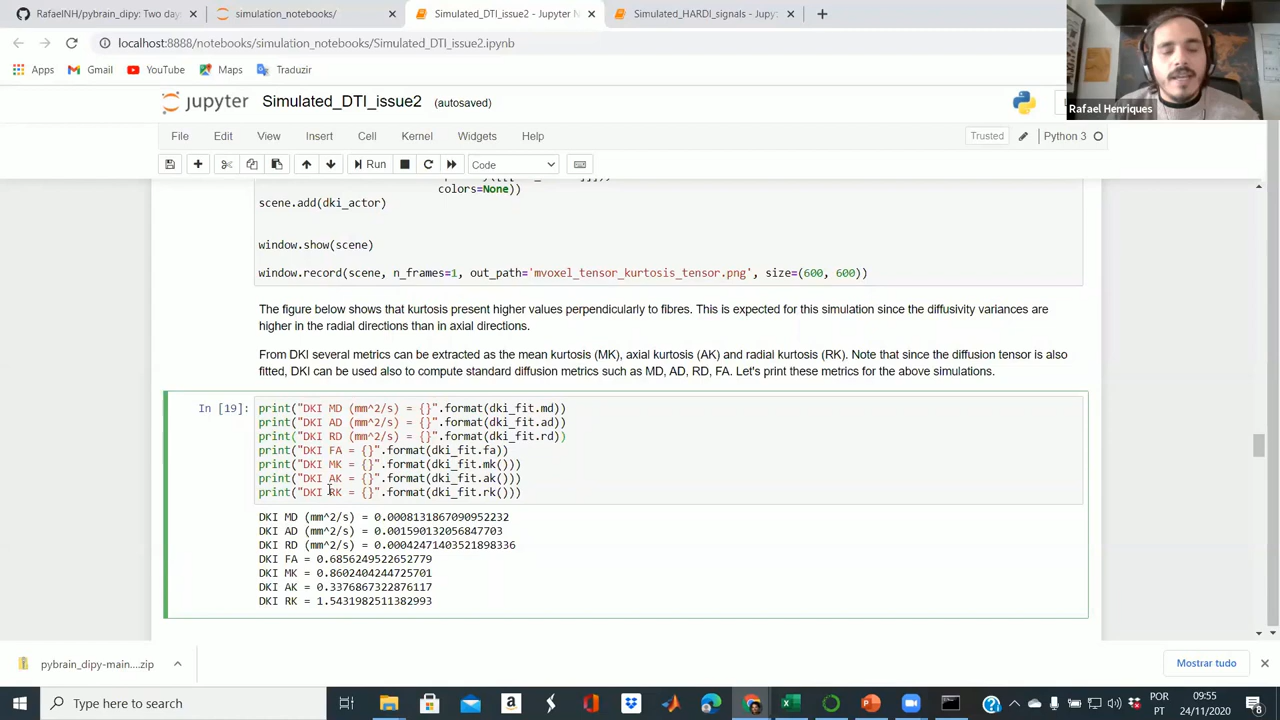 RafaelNH/pybrain_dipy: Two day
simulation_notebooks/
Simulated_DTI_issue2 - Jupyter N
Simulated_HARDI_signals - Jupy
localhost:8888/notebooks/simulation_notebooks/Simulated_DTI_issue2.ipynb
Apps Gmail YouTube Maps Traduzir
Rafael Henriques
jupyter Simulated_DTI_issue2 (autosaved)
File Edit View Insert Cell Kernel Widgets Help
Trusted Python 3
Run Code
colors=None))
scene.add(dki_actor)
window.show(scene)
window.record(scene, n_frames=1, out_path='mvoxel_tensor_kurtosis_tensor.png', size=(600, 600))
The figure below shows that kurtosis present higher values perpendicularly to fibres. This is expected for this simulation since the diffusivity variances are
higher in the radial directions than in axial directions.
From DKI several metrics can be extracted as the mean kurtosis (MK), axial kurtosis (AK) and radial kurtosis (RK). Note that since the diffusion tensor is also
fitted, DKI can be used also to compute standard diffusion metrics such as MD, AD, RD, FA. Let's print these metrics for the above simulations.
In [19]: print("DKI MD (mm^2/s) = {}".format(dki_fit.md))
print("DKI AD (mm^2/s) = {}".format(dki_fit.ad))
print("DKI RD (mm^2/s) = {}".format(dki_fit.rd))
print("DKI FA = {}".format(dki_fit.fa))
print("DKI MK = {}".format(dki_fit.mk()))
print("DKI AK = {}".format(dki_fit.ak()))
print("DKI RK = {}".format(dki_fit.rk()))
DKI MD (mm^2/s) = 0.0008131867090952232
DKI AD (mm^2/s) = 0.001590132056847703
DKI RD (mm^2/s) = 0.00042471403521898336
DKI FA = 0.6856249522652779
DKI MK = 0.8602404244725701
DKI AK = 0.3376867322876117
DKI RK = 1.5431982511382993
pybrain_dipy-main....zip
Mostrar tudo
Type here to search
POR
PT
09:55
24/11/2020
8